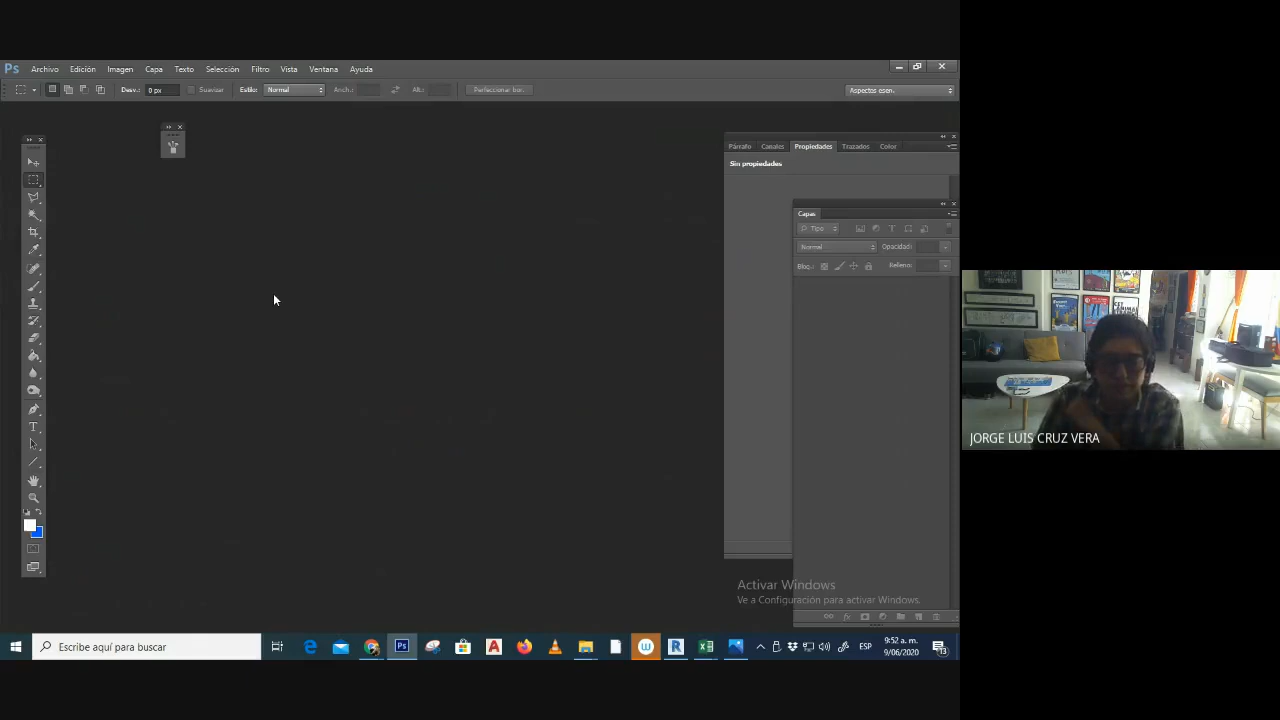 Ps Archivo Edición Imagen Capa Texto Selección Filtro Vista Ventana Ayuda
Desv.: 0 px Suavizar Estilo: Normal Anch.: Alt.: Perfeccionar bor... Aspectos esen.
Párrafo Canales Propiedades Trazados Color
Sin propiedades
Capas
Tipo
Normal Opacidad:
Bloq.: Relleno:
T
JORGE LUIS CRUZ VERA
Activar Windows
Ve a Configuración para activar Windows.
Escribe aquí para buscar
Ps
ESP
9:52 a. m.
9/06/2020
13